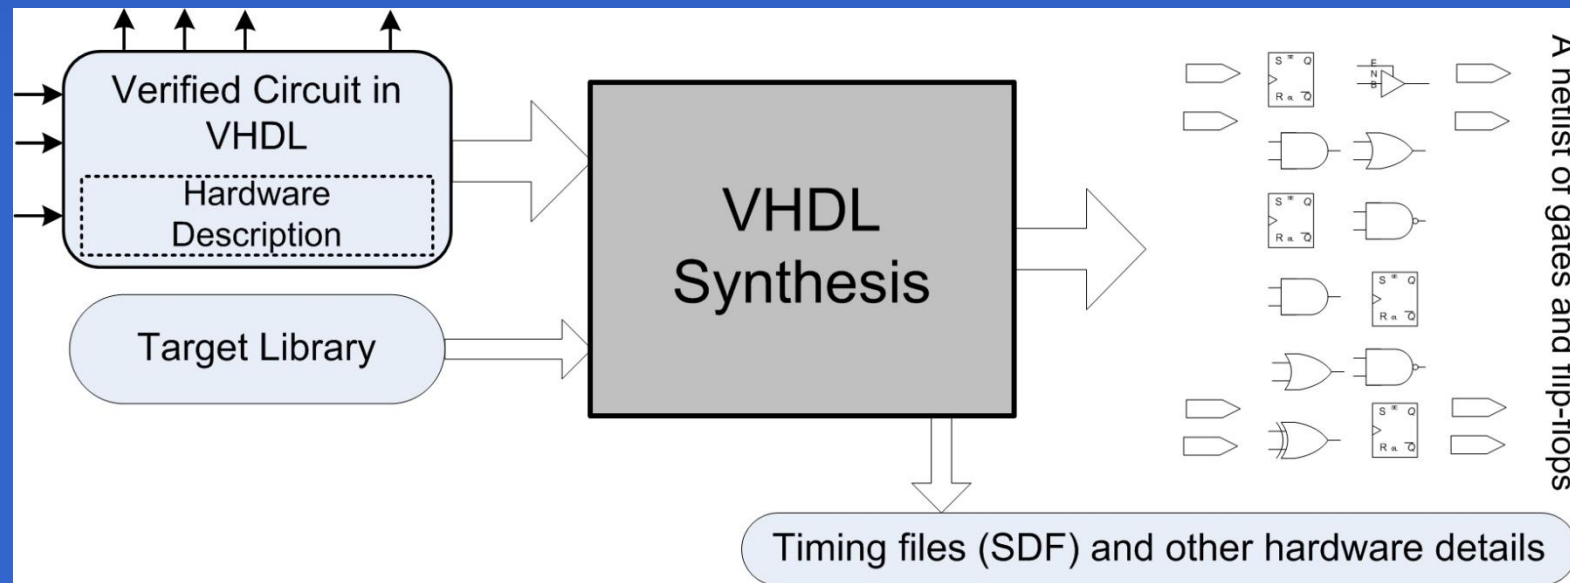 Verified Circuit in
VHDL
Hardware
Description
Target Library
VHDL
Synthesis
Timing files (SDF) and other hardware details
S Q
R Q
E
N
B
S Q
R Q
S Q
R Q
S Q
R Q
A netlist of gates and flip-flops